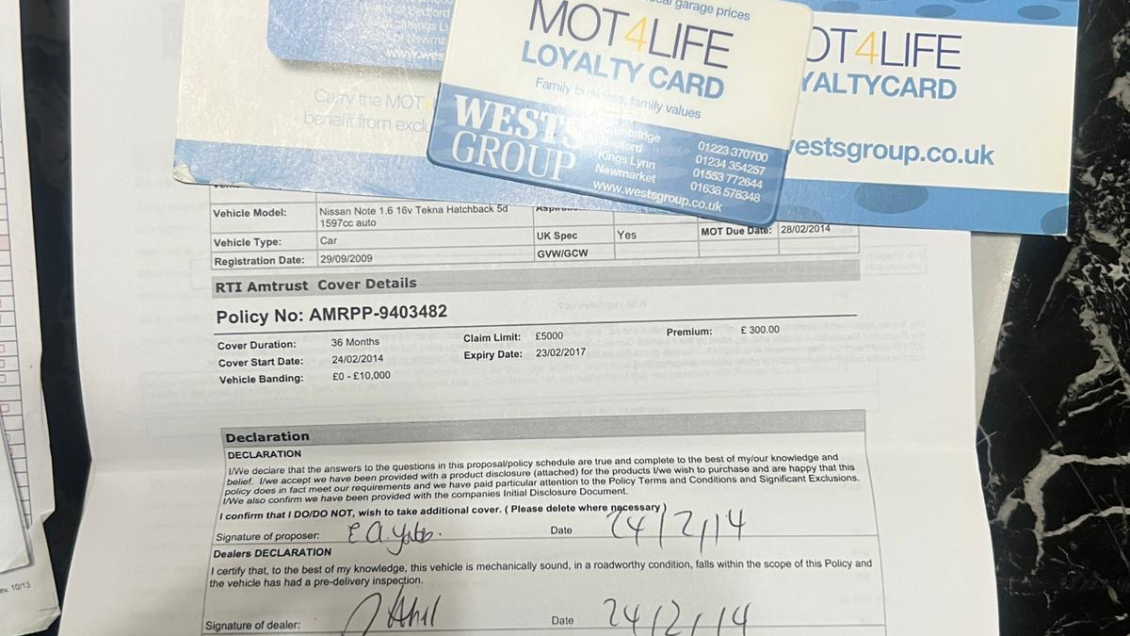 local garage prices
MOT4LIFE
LOYALTY CARD
Family business, family values
WESTS
GROUP
Kings Lynn
Newmarket
01223 370700
01234 354257
01553 772644
01638 578348
www.westsgroup.co.uk
OT4LIFE
YALTYCARD
westsgroup.co.uk
Carry the MOT
benefit from
Vehicle Model: Nissan Note 1.6 16v Tekna Hatchback 5d
1597cc auto
Vehicle Type: Car UK Spec Yes MOT Due Date: 28/02/2014
Registration Date: 29/09/2009 GVW/GCW
RTI Amtrust Cover Details
Policy No: AMRPP-9403482
Cover Duration: 36 Months Claim Limit: £5000 Premium: £ 300.00
Cover Start Date: 24/02/2014 Expiry Date: 23/02/2017
Vehicle Banding: £0 - £10,000
Declaration
DECLARATION
I/We declare that the answers to the questions in this proposal/policy schedule are true and complete to the best of my/our knowledge and
belief. I/we accept we have been provided with a product disclosure (attached) for the products I/we wish to purchase and are happy that this
policy does in fact meet our requirements and we have paid particular attention to the Policy Terms and Conditions and Significant Exclusions.
I/We also confirm we have been provided with the companies Initial Disclosure Document.
I confirm that I DO/DO NOT, wish to take additional cover. ( Please delete where necessary)
Signature of proposer: Date 24/2/14
Dealers DECLARATION
I certify that, to the best of my knowledge, this vehicle is mechanically sound, in a roadworthy condition, falls within the scope of this Policy and
the vehicle has had a pre-delivery inspection.
Signature of dealer: Date 24/2/14
10/13